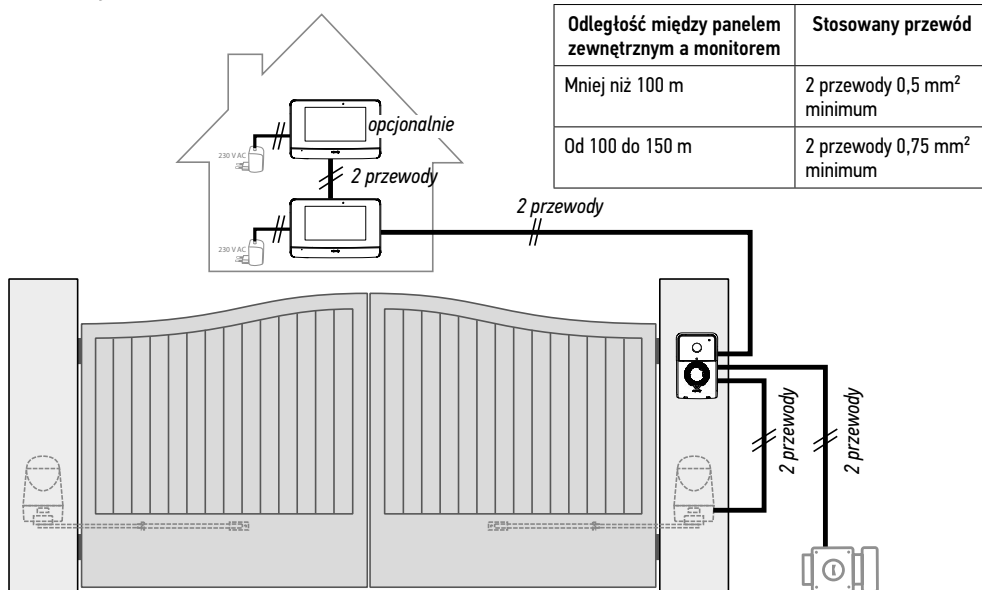 Odległość między panelem
zewnętrznym a monitorem
Stosowany przewód
Mniej niż 100 m
2 przewody 0,5 mm²
minimum
Od 100 do 150 m
2 przewody 0,75 mm²
minimum
opcjonalnie
230 V AC
2 przewody
2 przewody
230 V AC
2 przewody
2 przewody